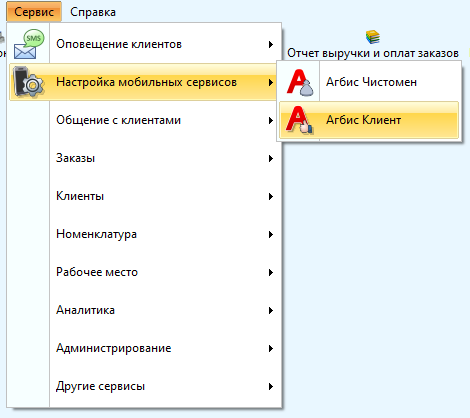 Сервис Справка
SMS
Оповещение клиентов
Отчет выручки и оплат заказов
Настройка мобильных сервисов
Агбис Чистомен
Общение с клиентами
Агбис Клиент
Заказы
Клиенты
Номенклатура
Рабочее место
Аналитика
Администрирование
Другие сервисы